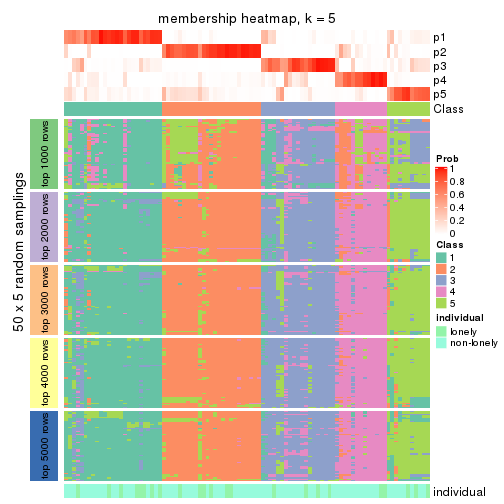 membership heatmap, k = 5
p1
p2
p3
p4
p5
Class
50 x 5 random samplings
top 1000 rows
top 2000 rows
top 3000 rows
top 4000 rows
top 5000 rows
individual
Prob
1
0.8
0.6
0.4
0.2
0
Class
1
2
3
4
5
individual
lonely
non-lonely